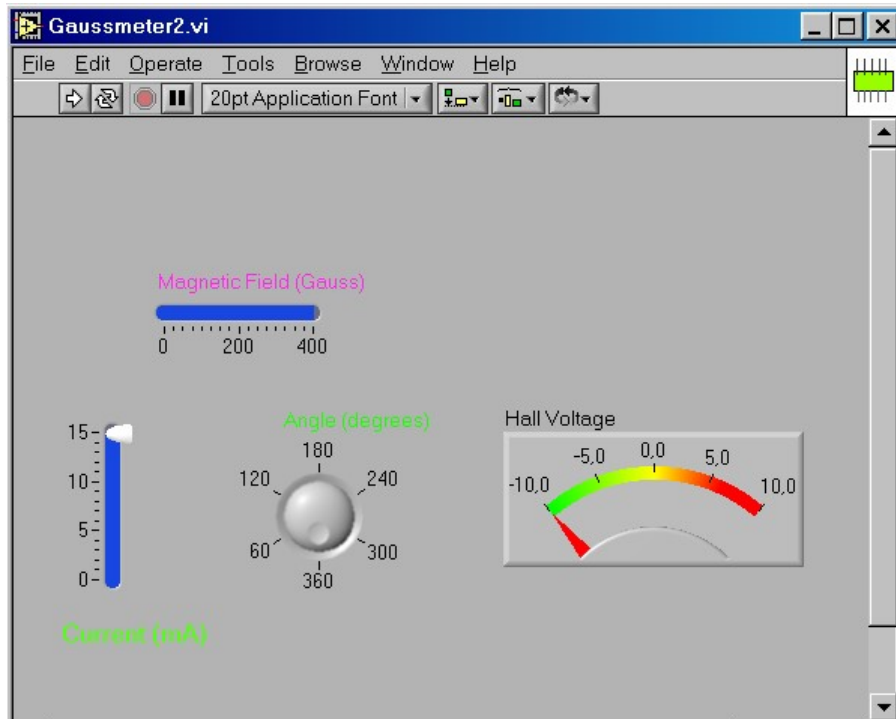 Gaussmeter2.vi
File Edit Operate Tools Browse Window Help
20pt Application Font
Magnetic Field (Gauss)
0 200 400
15
10
5
0
Current (mA)
Angle (degrees)
180
120 240
60 300
360
Hall Voltage
-10,0 -5,0 0,0 5,0 10,0